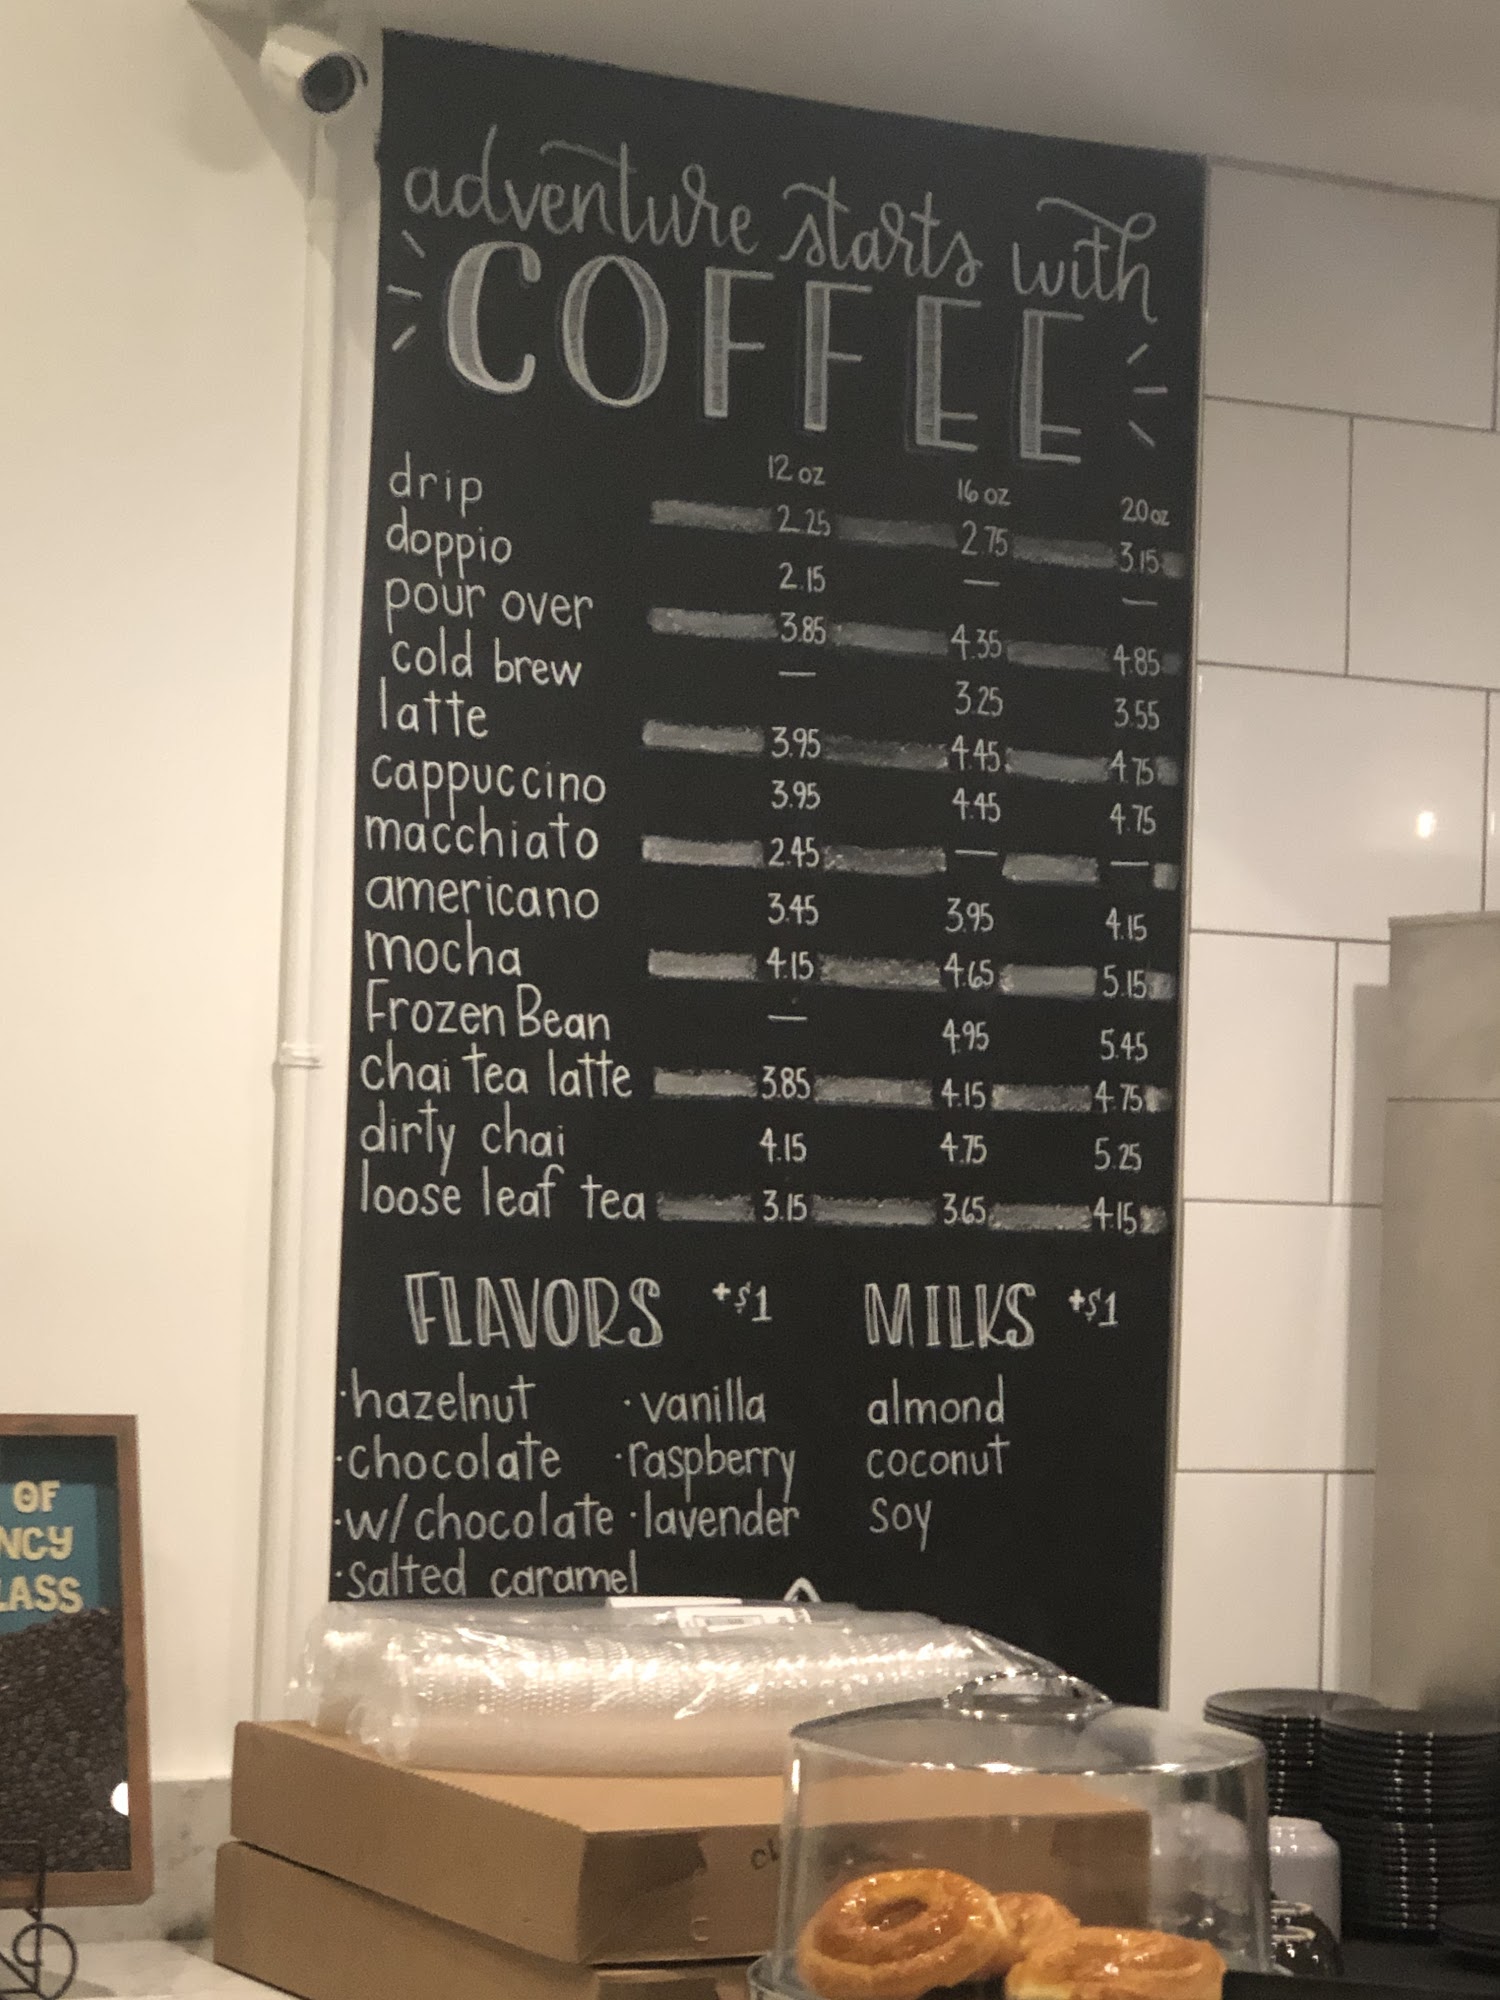 adventure starts with
COFFEE
12 oz 16 oz 20 oz
drip 2.25 2.75 3.15
doppio 2.15 — —
pour over 3.85 4.35 4.85
cold brew — 3.25 3.55
latte 3.95 4.45 4.75
cappuccino 3.95 4.45 4.75
macchiato 2.45 — —
americano 3.45 3.95 4.15
mocha 4.15 4.65 5.15
Frozen Bean — 4.95 5.45
chai tea latte 3.85 4.15 4.75
dirty chai 4.15 4.75 5.25
loose leaf tea 3.15 3.65 4.15
FLAVORS +$1 MILKS +$1
·hazelnut ·vanilla almond
·chocolate ·raspberry coconut
·w/chocolate ·lavender soy
·salted caramel
OF
NCY
LASS